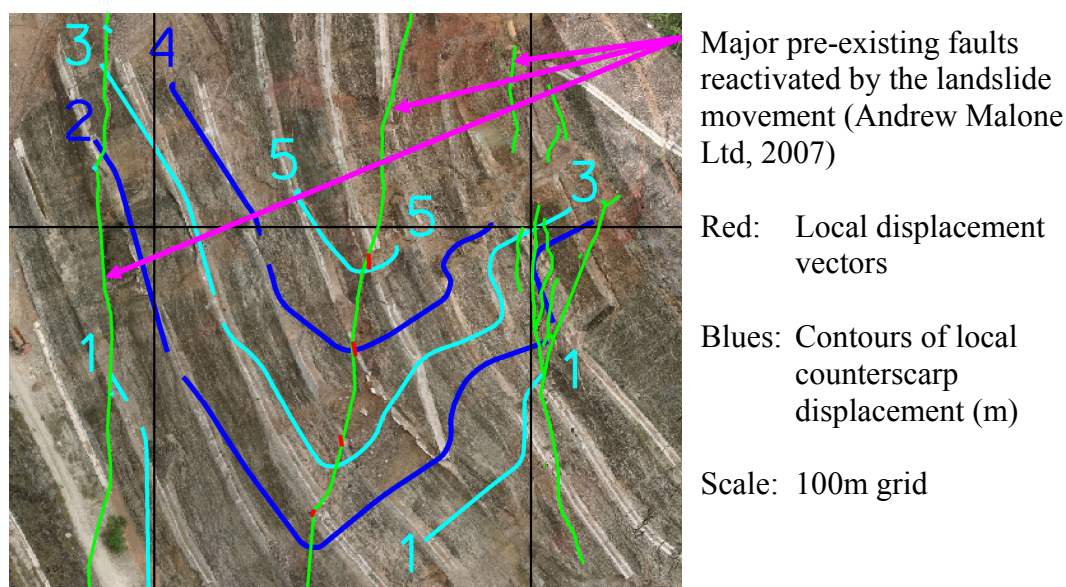 3
4
2
5
5
3
1
1
1
Major pre-existing faults
reactivated by the landslide
movement (Andrew Malone
Ltd, 2007)
Red: Local displacement
vectors
Blues: Contours of local
counterscarp
displacement (m)
Scale: 100m grid